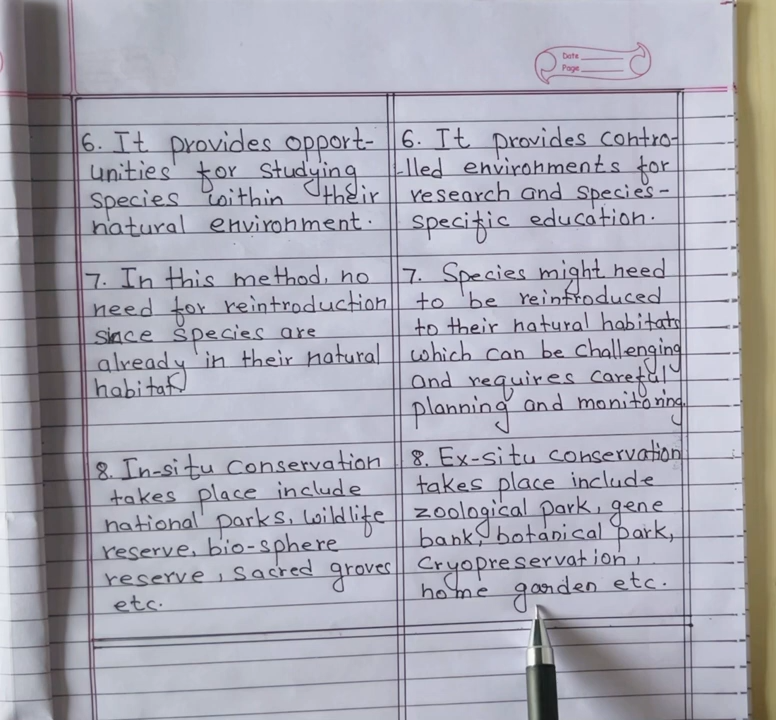 Date
Page
6. It provides opport-
unities for studying
species within their
natural environment.
7. In this method, no
need for reintroduction
since species are
already in their natural
habitat.
8. In-situ conservation
takes place include
national parks, wildlife
reserve, bio-sphere
reserve, sacred groves
etc.
6. It provides contro-
-lled environments for
research and species-
specific education.
7. Species might need
to be reintroduced
to their natural habitats
which can be challenging
and requires careful
planning and monitoring.
8. Ex-situ conservation
takes place include
zoological park, gene
bank, botanical park,
cryopreservation,
home garden etc.